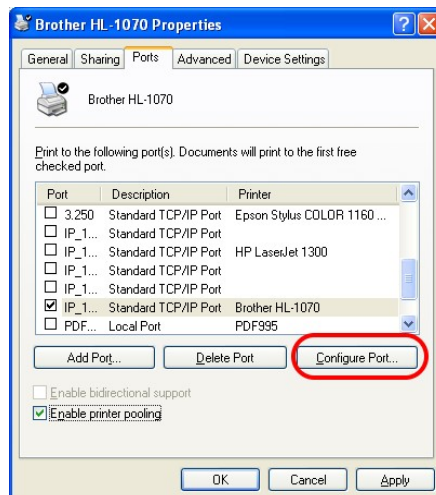 Brother HL-1070 Properties
General Sharing Ports Advanced Device Settings
Brother HL-1070
Print to the following port(s). Documents will print to the first free
checked port.
Port Description Printer
3.250 Standard TCP/IP Port Epson Stylus COLOR 1160 ...
IP_1... Standard TCP/IP Port
IP_1... Standard TCP/IP Port HP LaserJet 1300
IP_1... Standard TCP/IP Port
IP_1... Standard TCP/IP Port
IP_1... Standard TCP/IP Port Brother HL-1070
PDF... Local Port PDF995
Add Port... Delete Port Configure Port...
Enable bidirectional support
Enable printer pooling
OK Cancel Apply